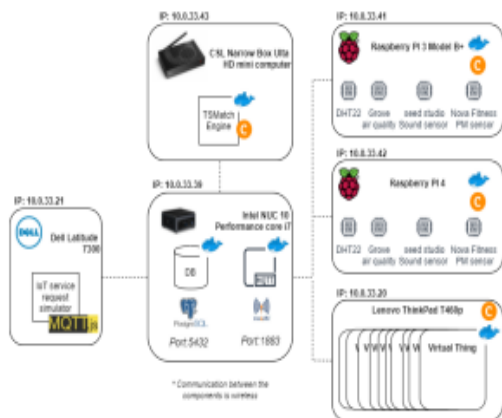 IP: 10.0.33.43
CSL Narrow Box Ulta
HD mini computer
TSMatch
Engine
C
IP: 10.0.33.41
Raspberry PI 3 Model B+
C
DHT22
Grove
air quality
seed studio
Sound sensor
Nova Fitness
PM sensor
IP: 10.0.33.42
Raspberry PI 4
C
DHT22
Grove
air quality
seed studio
Sound sensor
Nova Fitness
PM sensor
IP: 10.0.33.21
DELL
Dell Latitude
7300
IoT service
request
simulator
MQTT.js
IP: 10.0.33.39
Intel NUC 10
Performance core i7
DB
PostgreSQL
Port:5432
Port:1883
* Communication between the
components is wireless
IP: 10.0.33.20
Lenovo ThinkPad T460p
C
Virtual Thing